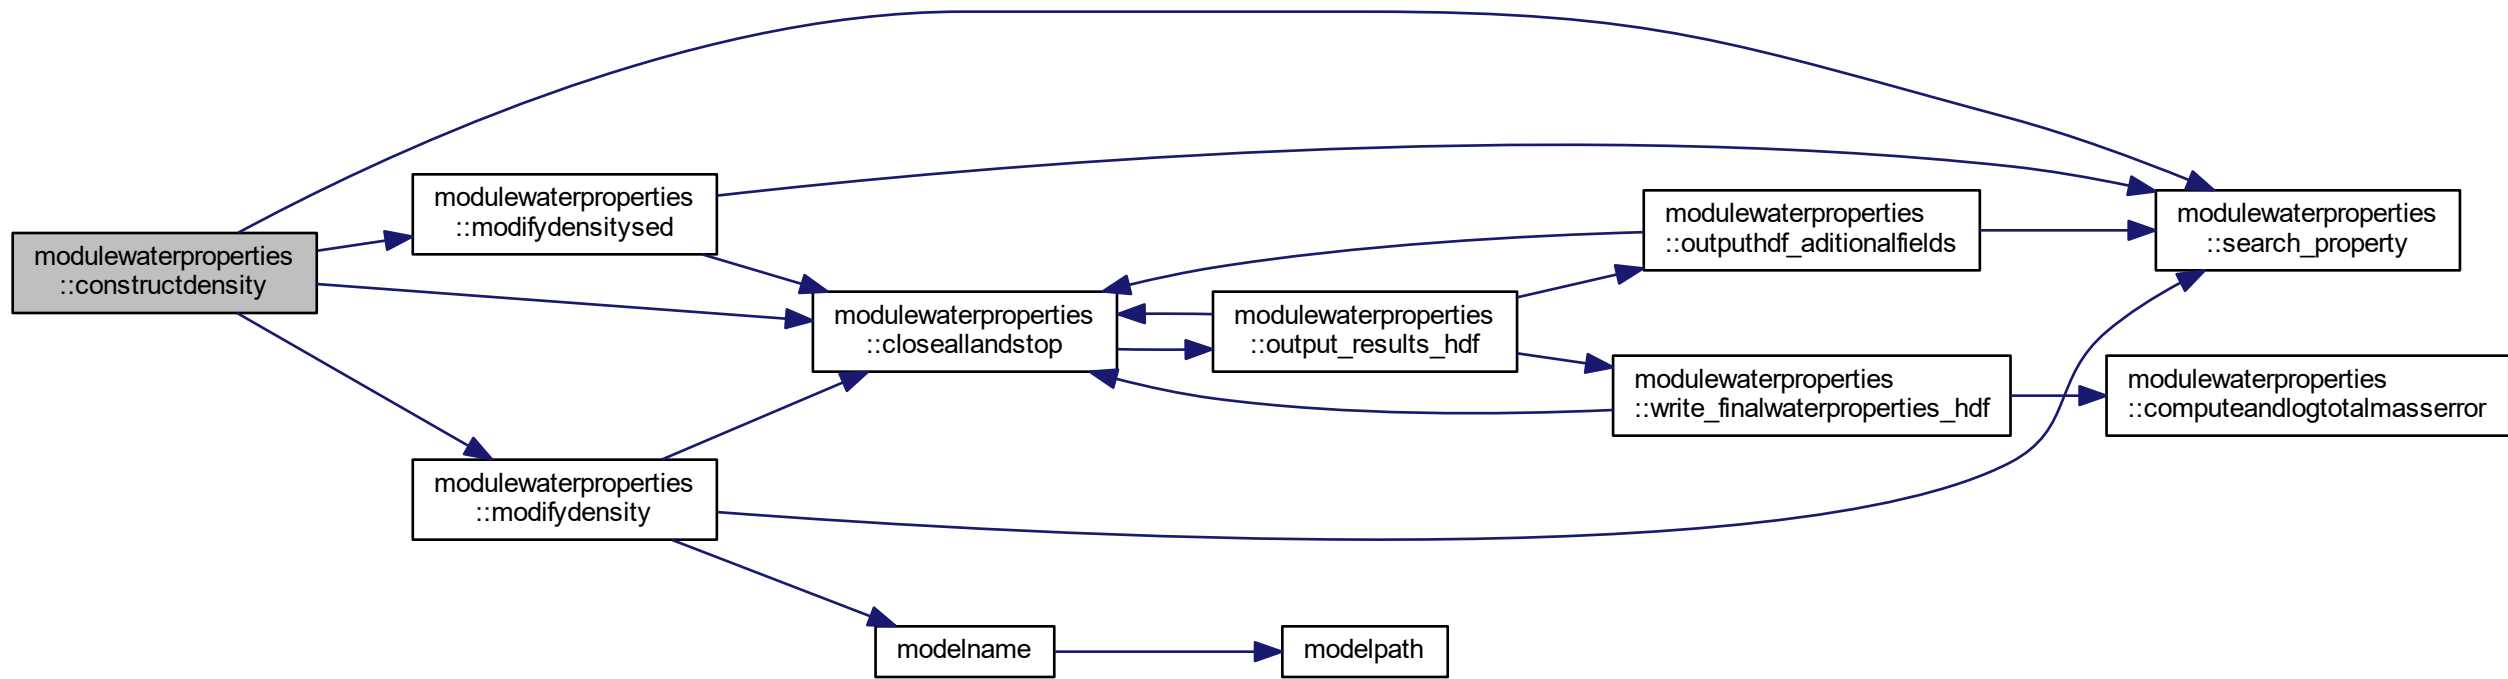 modulewaterproperties
::constructdensity
modulewaterproperties
::modifydensitysed
modulewaterproperties
::closeallandstop
modulewaterproperties
::output_results_hdf
modulewaterproperties
::outputhdf_aditionalfields
modulewaterproperties
::search_property
modulewaterproperties
::write_finalwaterproperties_hdf
modulewaterproperties
::computeandlogtotalmasserror
modulewaterproperties
::modifydensity
modelname
modelpath